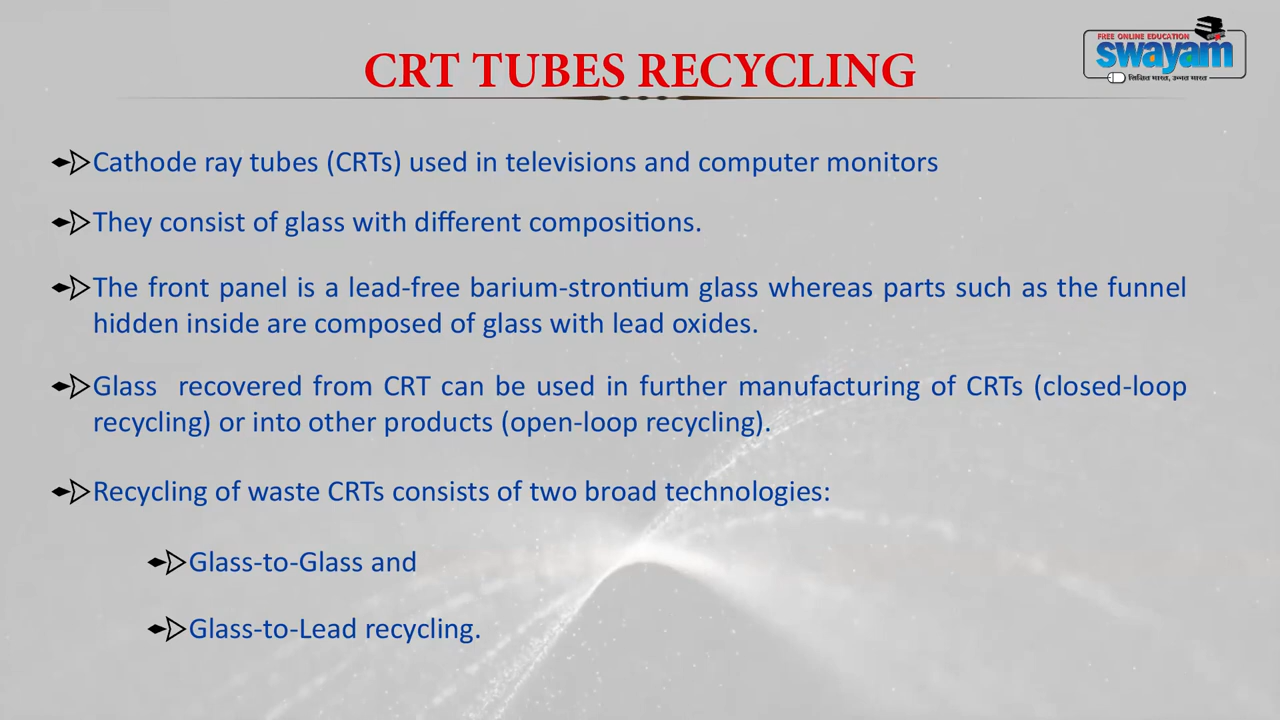 CRT TUBES RECYCLING
FREE ONLINE EDUCATION
swayam
शिक्षित भारत, उन्नत भारत
Cathode ray tubes (CRTs) used in televisions and computer monitors
They consist of glass with different compositions.
The front panel is a lead-free barium-strontium glass whereas parts such as the funnel
hidden inside are composed of glass with lead oxides.
Glass recovered from CRT can be used in further manufacturing of CRTs (closed-loop
recycling) or into other products (open-loop recycling).
Recycling of waste CRTs consists of two broad technologies:
Glass-to-Glass and
Glass-to-Lead recycling.